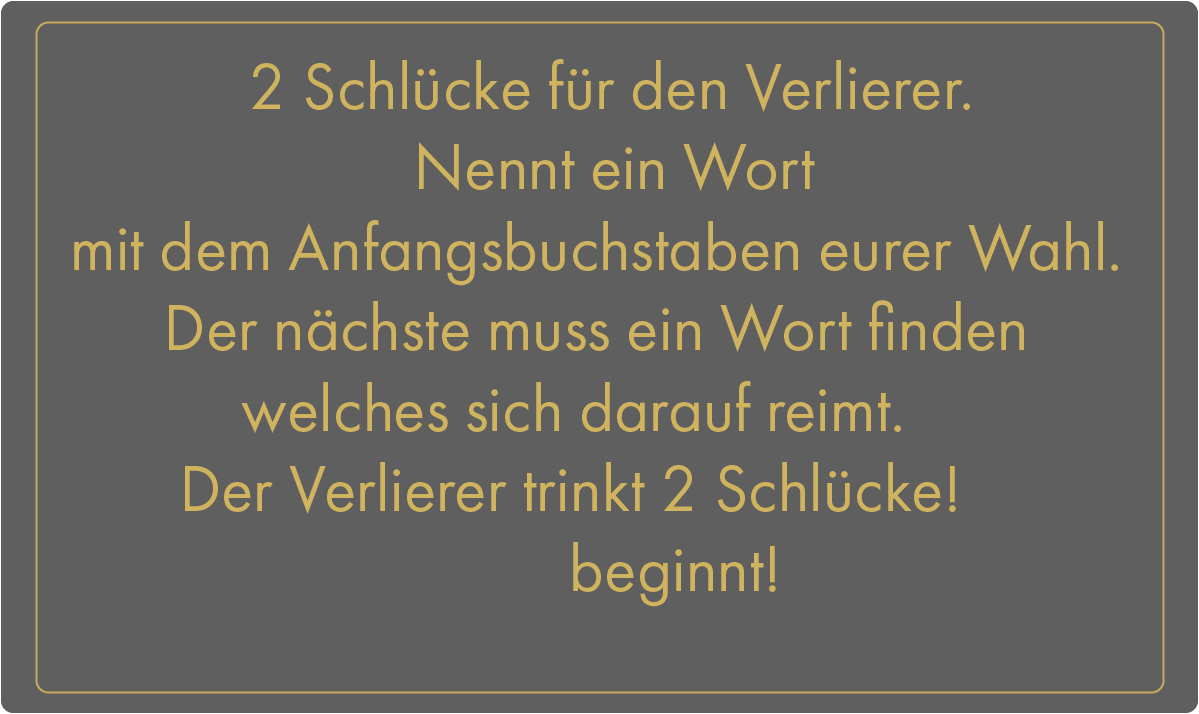 2 Schlücke für den Verlierer.
Nennt ein Wort
mit dem Anfangsbuchstaben eurer Wahl.
Der nächste muss ein Wort finden
welches sich darauf reimt.
Der Verlierer trinkt 2 Schlücke!
beginnt!